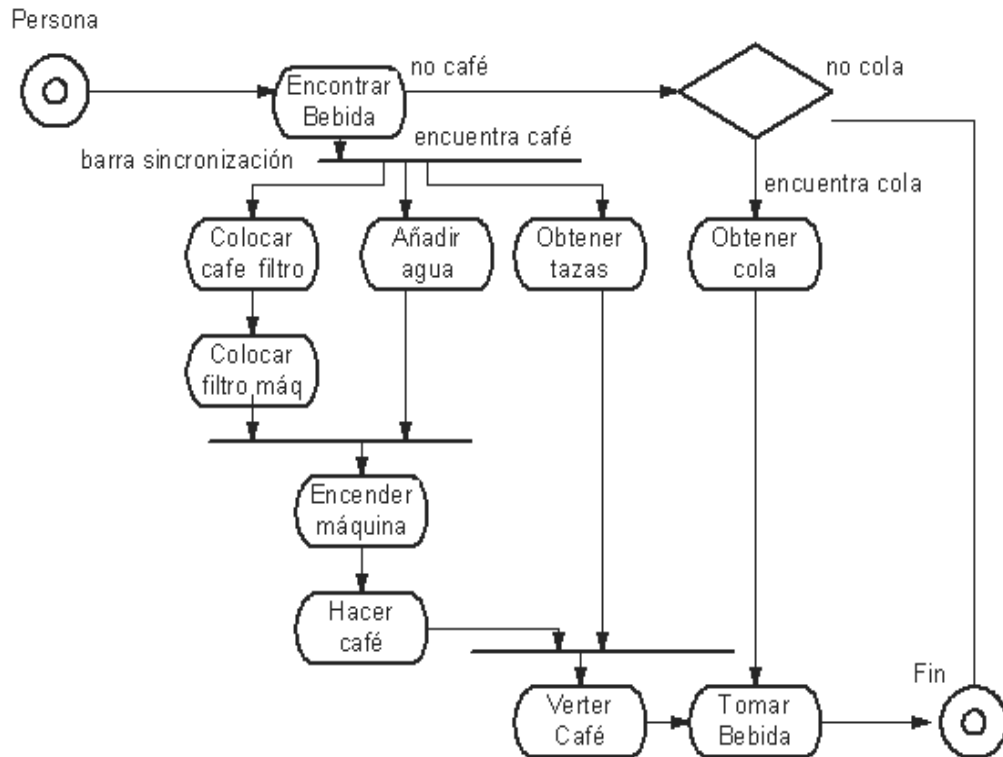 Persona
no café
no cola
Encontrar
Bebida
encuentra café
barra sincronización
encuentra cola
Colocar
cafe filtro
Añadir
agua
Obtener
tazas
Obtener
cola
Colocar
filtro máq
Encender
máquina
Hacer
café
Fin
Verter
Café
Tomar
Bebida